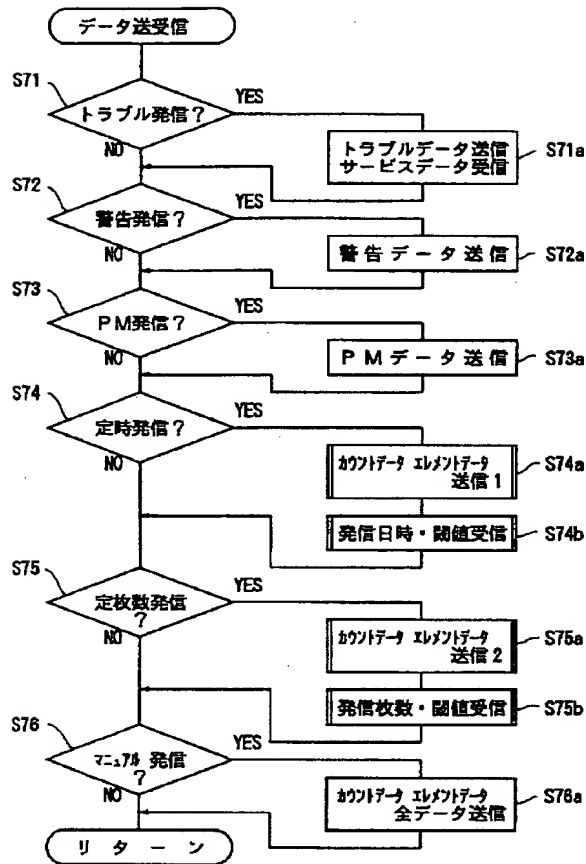 データ送受信
S71
トラブル発信?
YES
NO
トラブルデータ送信
サービスデータ受信
S71a
S72
警告発信?
YES
NO
警告データ送信
S72a
S73
PM発信?
YES
NO
PMデータ送信
S73a
S74
定時発信?
YES
NO
カウントデータ エレメントデータ
送信1
S74a
発信日時・閾値受信
S74b
S75
定枚数発信
?
YES
NO
カウントデータ エレメントデータ
送信2
S75a
発信枚数・閾値受信
S75b
S76
マニュアル 発信
?
YES
NO
カウントデータ エレメントデータ
全データ送信
S76a
リターン